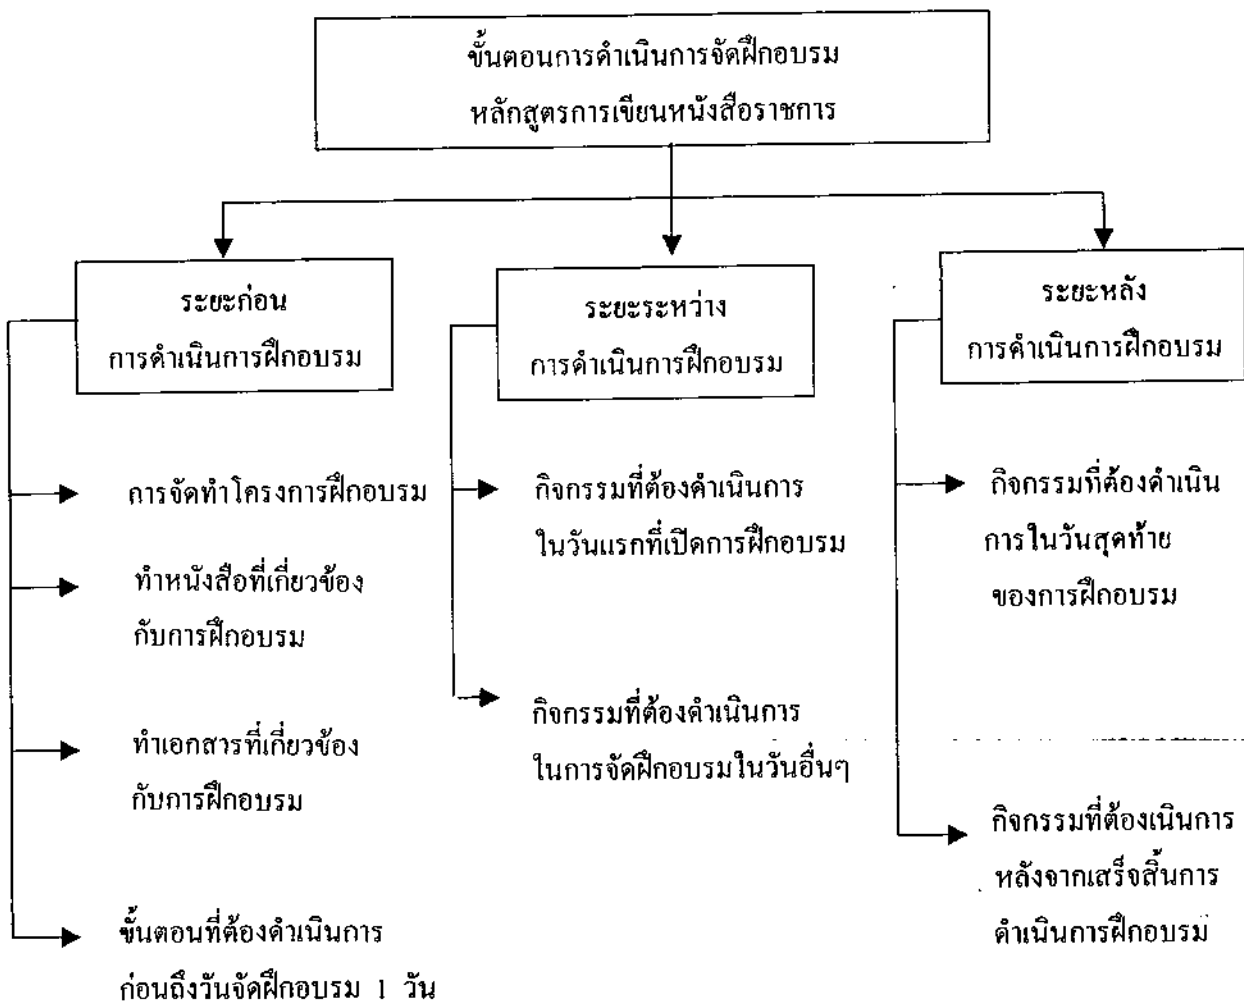 ขั้นตอนการดำเนินการจัดฝึกอบรม
หลักสูตรการเขียนหนังสือราชการ
ระยะก่อน
การดำเนินการฝึกอบรม
การจัดทำโครงการฝึกอบรม
ทำหนังสือที่เกี่ยวข้อง
กับการฝึกอบรม
ทำเอกสารที่เกี่ยวข้อง
กับการฝึกอบรม
ขั้นตอนที่ต้องดำเนินการ
ก่อนถึงวันจัดฝึกอบรม 1 วัน
ระยะระหว่าง
การดำเนินการฝึกอบรม
กิจกรรมที่ต้องดำเนินการ
ในวันแรกที่เปิดการฝึกอบรม
กิจกรรมที่ต้องดำเนินการ
ในการจัดฝึกอบรมในวันอื่นๆ
ระยะหลัง
การดำเนินการฝึกอบรม
กิจกรรมที่ต้องดำเนิน
การในวันสุดท้าย
ของการฝึกอบรม
กิจกรรมที่ต้องเนินการ
หลังจากเสร็จสิ้นการ
ดำเนินการฝึกอบรม